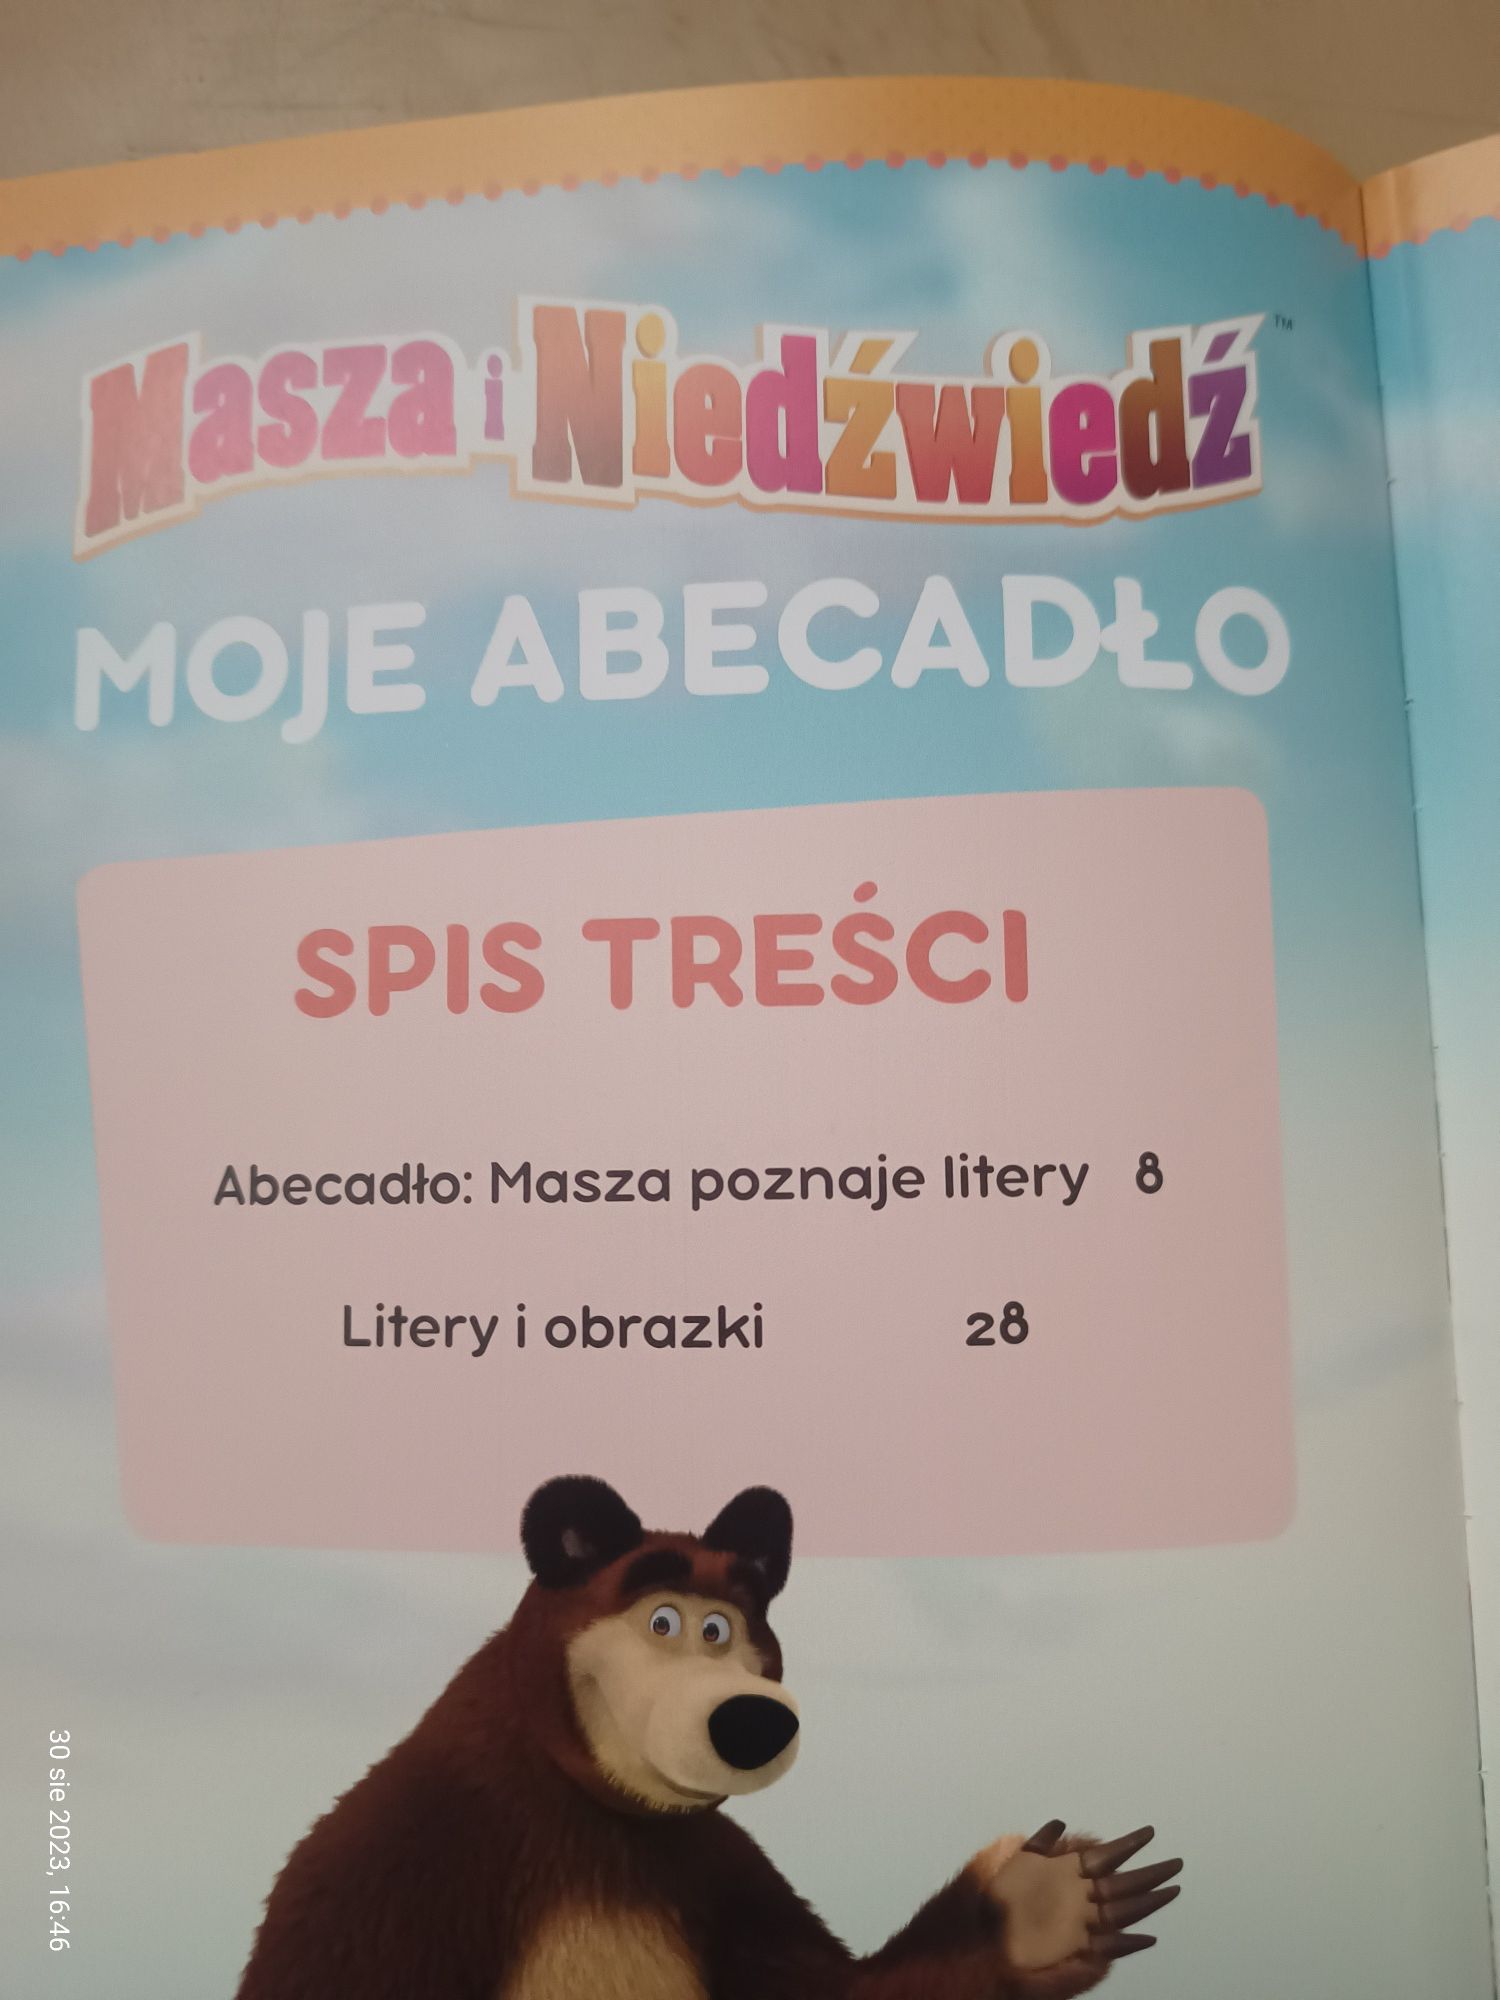 Masza i Niedźwiedź™
MOJE ABECADŁO
SPIS TREŚCI
Abecadło: Masza poznaje litery 8
Litery i obrazki 28
30 sie 2023, 16:46